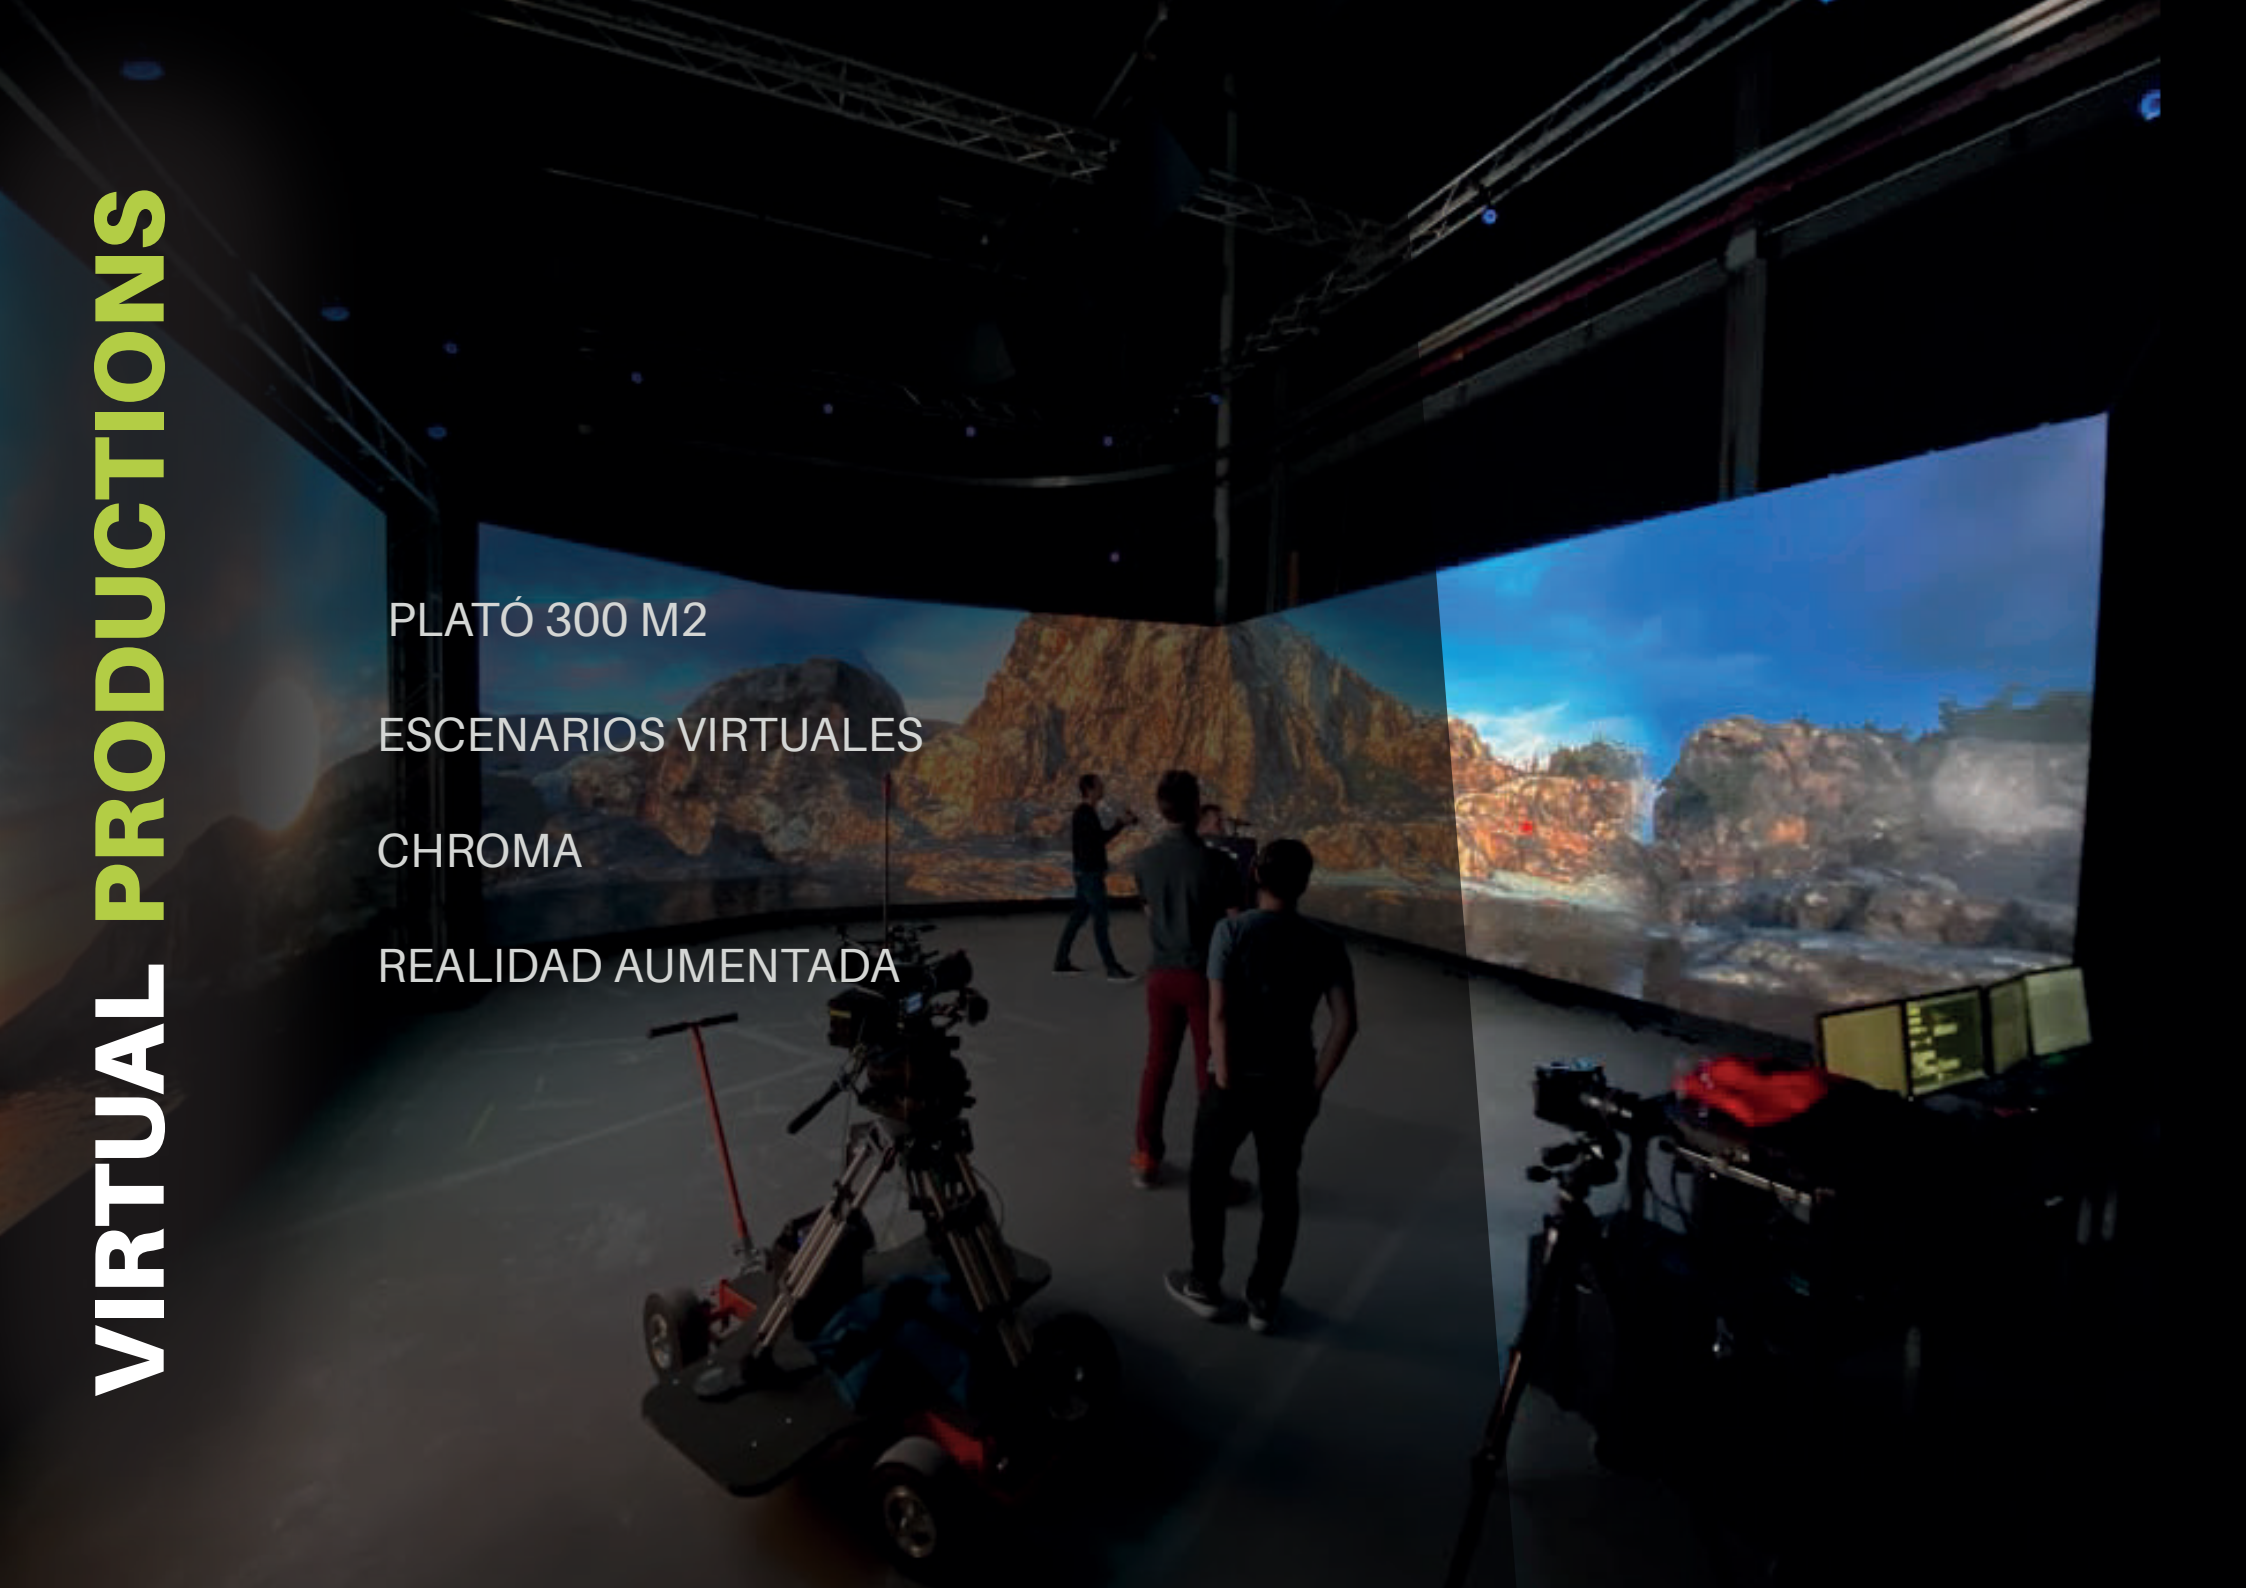 VIRTUAL PRODUCTIONS
PLATÓ 300 M2
ESCENARIOS VIRTUALES
CHROMA
REALIDAD AUMENTADA